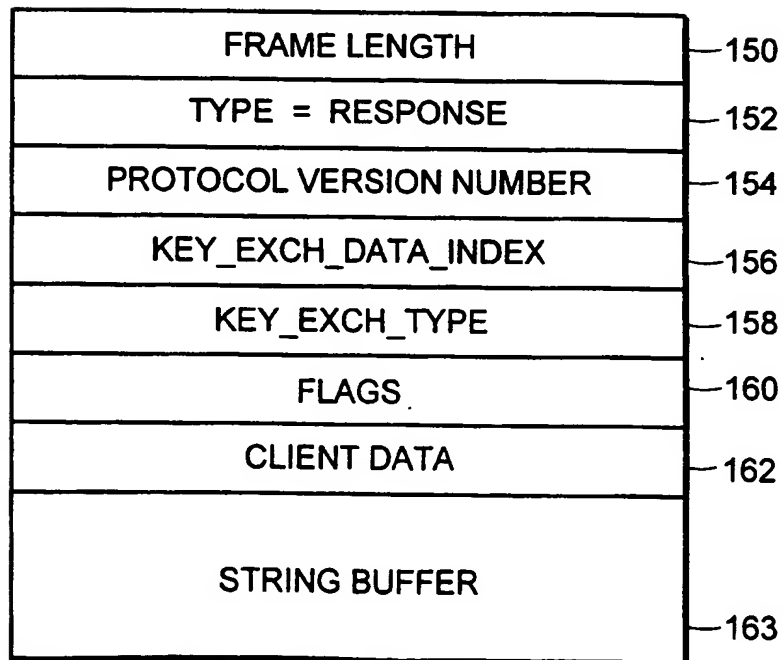 FRAME LENGTH 150
TYPE = RESPONSE 152
PROTOCOL VERSION NUMBER 154
KEY_EXCH_DATA_INDEX 156
KEY_EXCH_TYPE 158
FLAGS 160
CLIENT DATA 162
STRING BUFFER 163